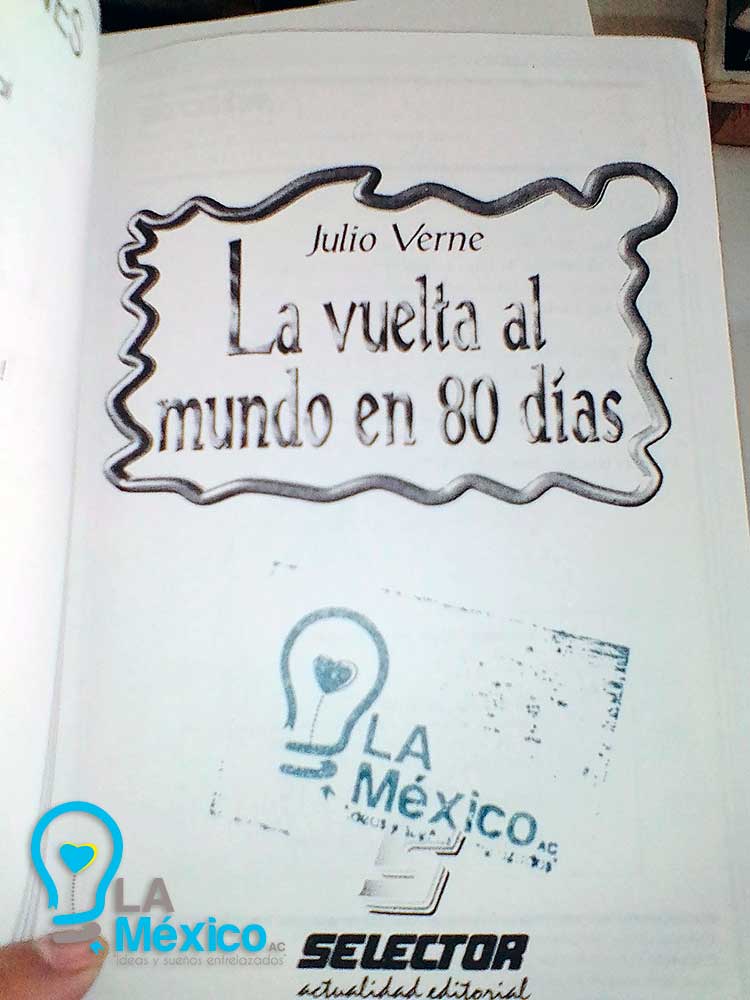 Julio Verne
La vuelta al
mundo en 80 días
LA
México AC
SELECTOR
actualidad editorial
LA
México AC
"ideas y sueños entrelazados"